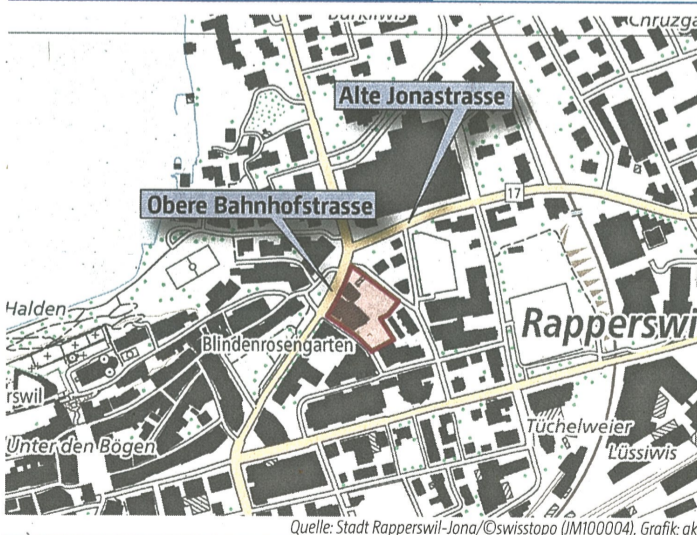 Alte Jonastrasse
17
Obere Bahnhofstrasse
Halden
Blindenrosengarten
rswil
Rapperswi
Unter den Bögen
Tüchelweier
Lüssiwis
Quelle: Stadt Rapperswil-Jona/©swisstopo (JM100004), Grafik: ak